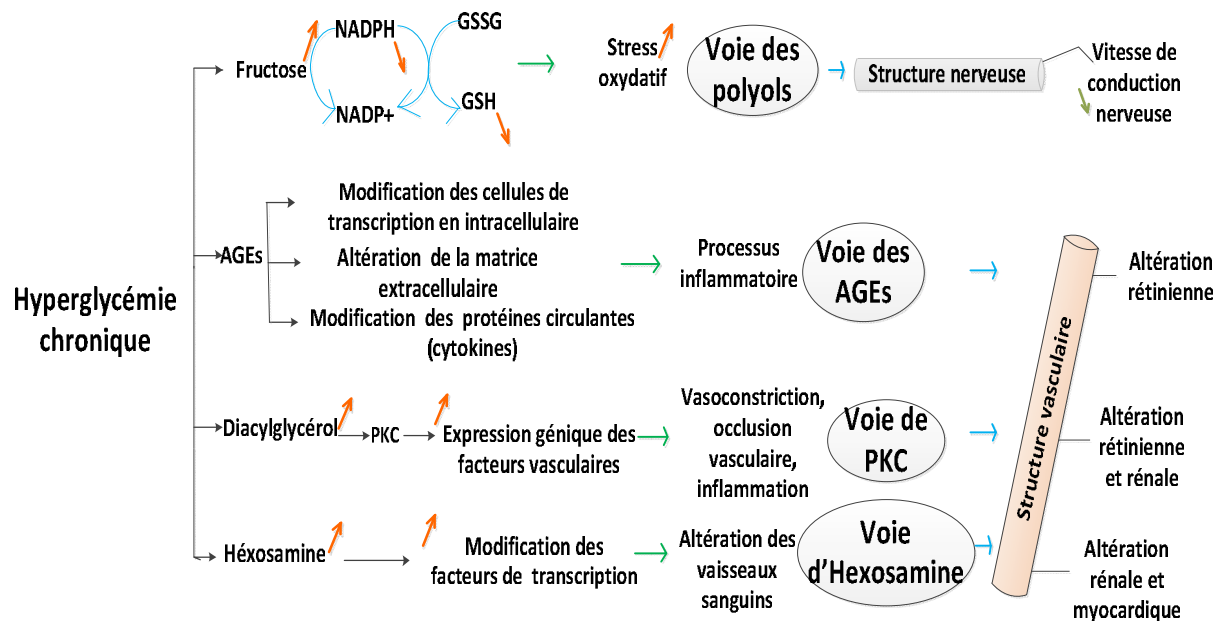 Hyperglycémie
chronique
Fructose
NADPH
NADP+
GSSG
GSH
Stress
oxydatif
Voie des
polyols
Structure nerveuse
Vitesse de
conduction
nerveuse
AGEs
Modification des cellules de
transcription en intracellulaire
Altération de la matrice
extracellulaire
Modification des protéines circulantes
(cytokines)
Processus
inflammatoire
Voie des
AGEs
Altération
rétinienne
Diacylglycérol
PKC
Expression génique des
facteurs vasculaires
Vasoconstriction,
occlusion
vasculaire,
inflammation
Voie de
PKC
Structure vasculaire
Altération
rétinienne
et rénale
Héxosamine
Modification des
facteurs de transcription
Altération des
vaisseaux
sanguins
Voie
d'Hexosamine
Altération
rénale et
myocardique